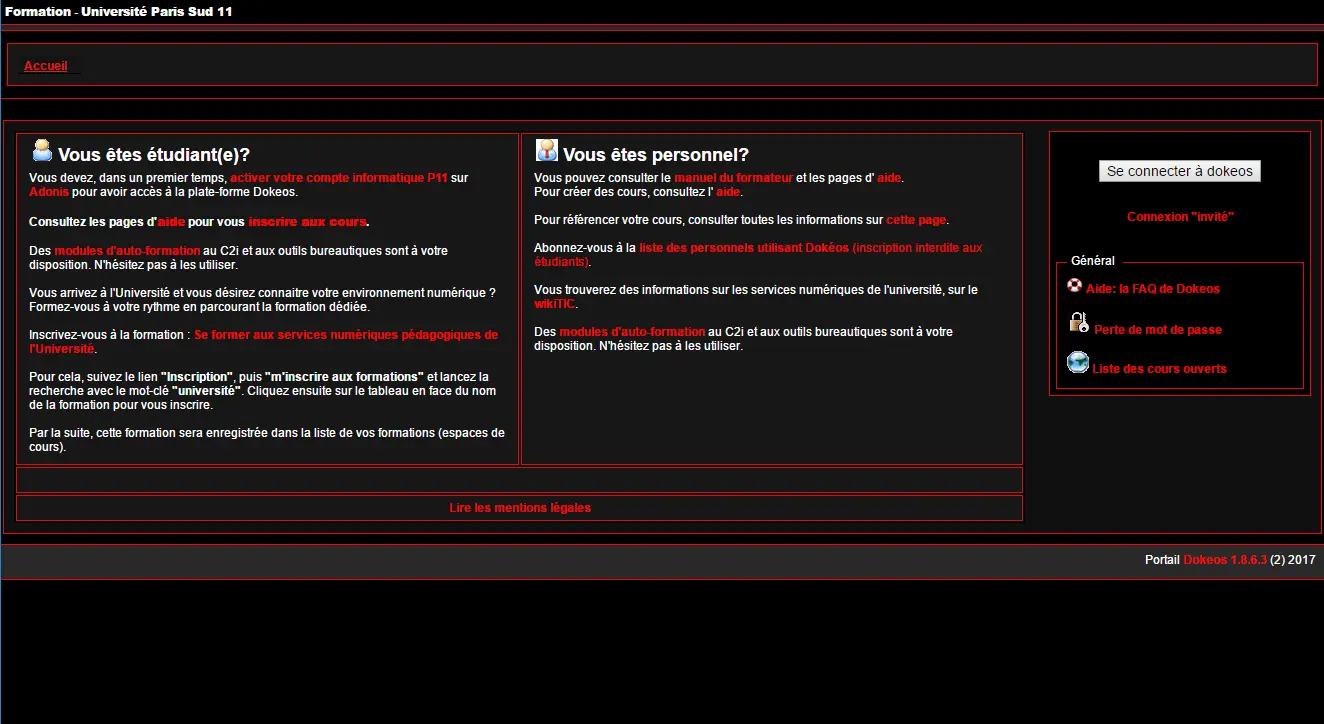 Formation - Université Paris Sud 11
Accueil
Vous êtes étudiant(e)?
Vous devez, dans un premier temps, activer votre compte informatique P11 sur
Adonis pour avoir accès à la plate-forme Dokeos.
Consultez les pages d'aide pour vous inscrire aux cours.
Des modules d'auto-formation au C2i et aux outils bureautiques sont à votre
disposition. N'hésitez pas à les utiliser.
Vous arrivez à l'Université et vous désirez connaitre votre environnement numérique ?
Formez-vous à votre rythme en parcourant la formation dédiée.
Inscrivez-vous à la formation : Se former aux services numériques pédagogiques de
l'Université.
Pour cela, suivez le lien "Inscription", puis "m'inscrire aux formations" et lancez la
recherche avec le mot-clé "université". Cliquez ensuite sur le tableau en face du nom
de la formation pour vous inscrire.
Par la suite, cette formation sera enregistrée dans la liste de vos formations (espaces de
cours).
Vous êtes personnel?
Vous pouvez consulter le manuel du formateur et les pages d' aide.
Pour créer des cours, consultez l' aide.
Pour référencer votre cours, consulter toutes les informations sur cette page.
Abonnez-vous à la liste des personnels utilisant Dokéos (inscription interdite aux
étudiants).
Vous trouverez des informations sur les services numériques de l'université, sur le
wikiTIC.
Des modules d'auto-formation au C2i et aux outils bureautiques sont à votre
disposition. N'hésitez pas à les utiliser.
Se connecter à dokeos
Connexion "invité"
Général
Aide: la FAQ de Dokeos
Perte de mot de passe
Liste des cours ouverts
Lire les mentions légales
Portail Dokeos 1.8.6.3 (2) 2017